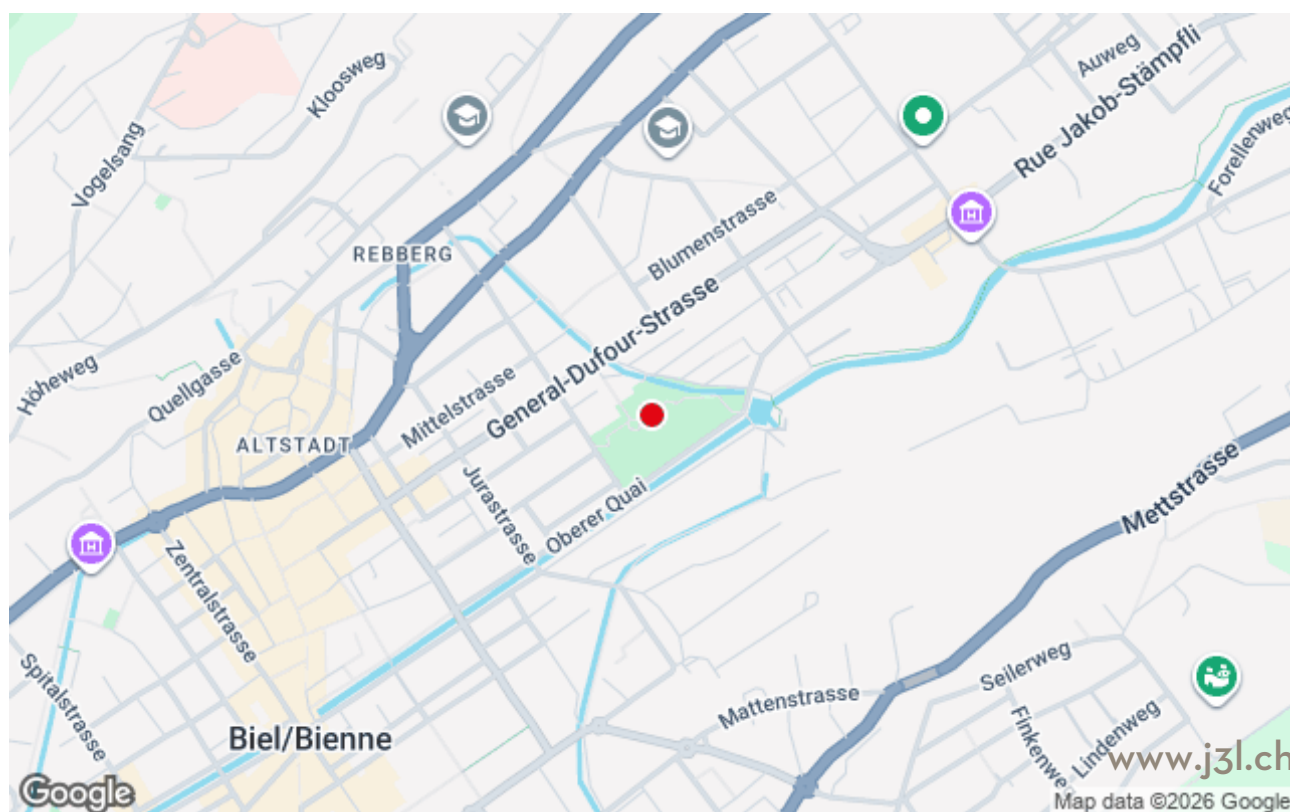 Auweg
Rue Jakob-Stämpfli
Kloosweg
Vogelsang
Forellenweg
Blumenstrasse
REBBERG
General-Dufour-Strasse
Höheweg
Quellgasse
Mittelstrasse
ALTSTADT
Jurastrasse
Oberer Quai
Mettstrasse
Zentralstrasse
Spitalstrasse
Seilerweg
Mattenstrasse
Finkenwe
Lindenweg
Biel/Bienne
www.j3l.ch
Google
Map data ©2026 Google